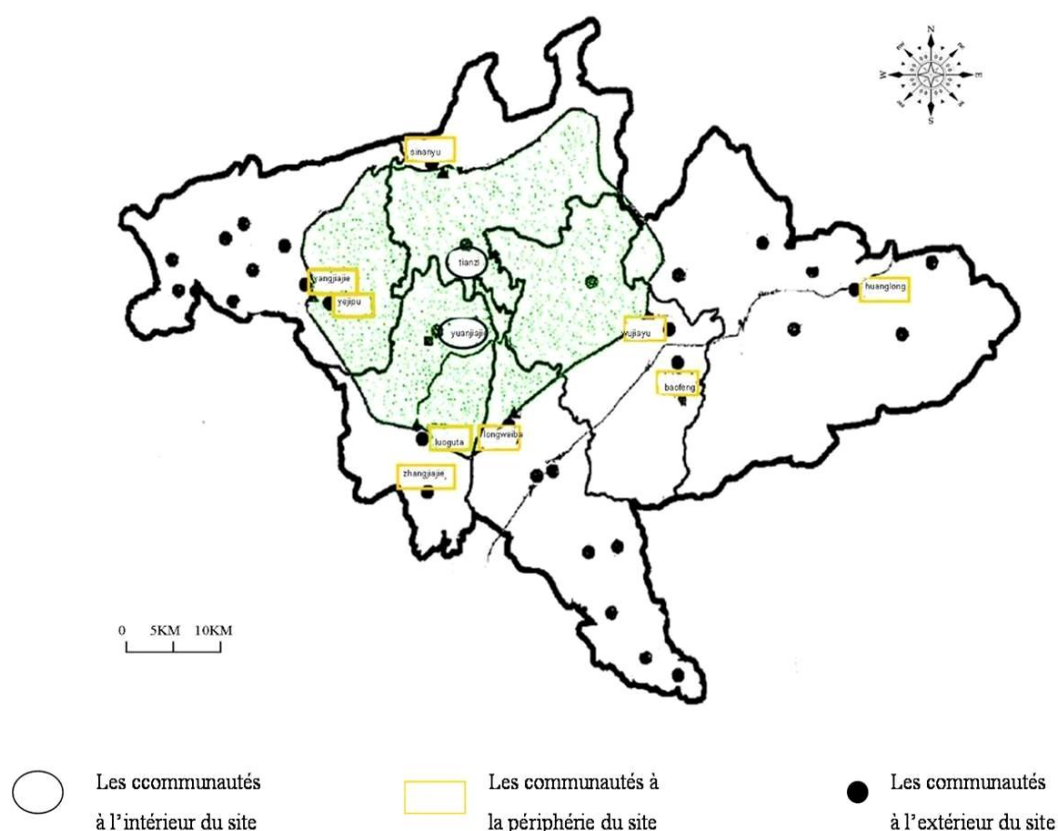 N
W
E
S
sinanyu
tianzi
yangjiajie
yejipu
huanglong
yuanjiajie
baofeng
luoguta
longweiba
zhangjiajie
0 5KM 10KM
Les ccommunautés
à l'intérieur du site
Les communautés à
la périphérie du site
Les communautés
à l'extérieur du site